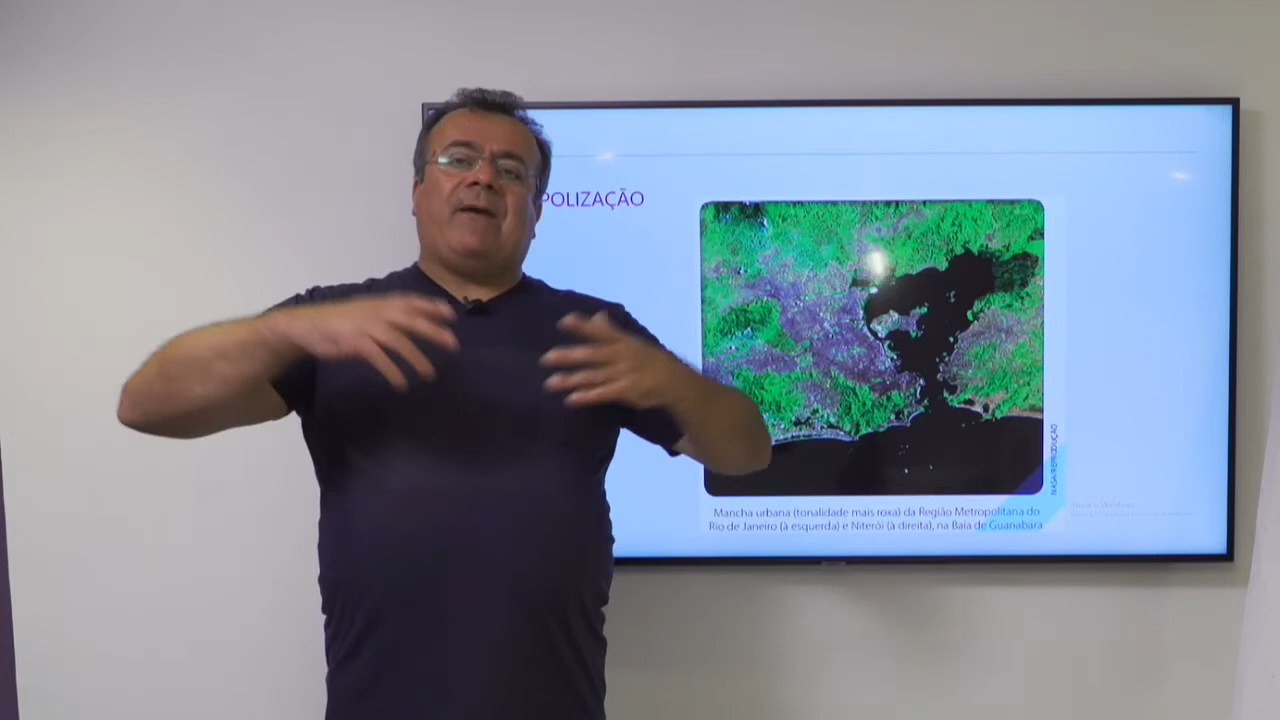 POLIZAÇÃO
NASA/REPRODUÇÃO
Mancha urbana (tonalidade mais roxa) da Região Metropolitana do
Rio de Janeiro (à esquerda) e Niterói (à direita), na Baía de Guanabara